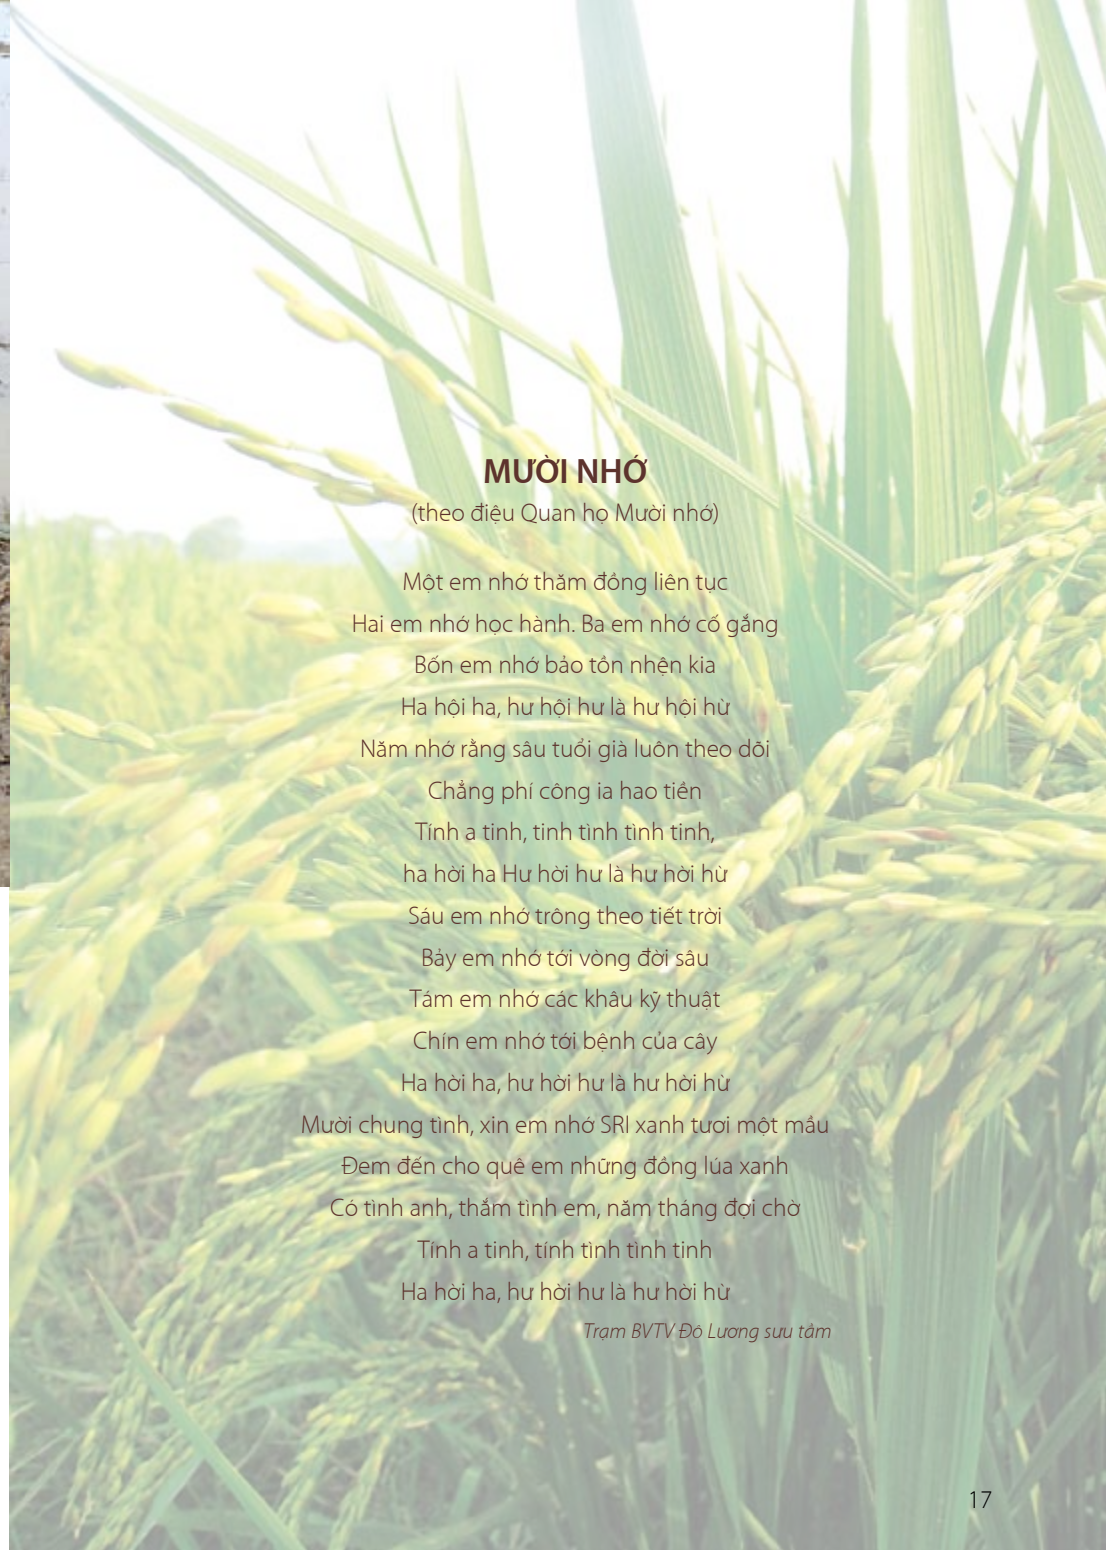 MƯỜI NHỚ
(theo điệu Quan họ Mười nhớ)
Một em nhớ thăm đồng liên tục
Hai em nhớ học hành. Ba em nhớ cố gắng
Bốn em nhớ bảo tồn nhện kia
Ha hội ha, hư hội hư là hư hội hừ
Năm nhớ rằng sâu tuổi già luôn theo dõi
Chẳng phí công ia hao tiền
Tính a tinh, tinh tình tình tinh,
ha hời ha Hư hời hư là hư hời hừ
Sáu em nhớ trông theo tiết trời
Bảy em nhớ tới vòng đời sâu
Tám em nhớ các khâu kỹ thuật
Chín em nhớ tới bệnh của cây
Ha hời ha, hư hời hư là hư hời hừ
Mười chung tình, xin em nhớ SRI xanh tươi một mầu
Đem đến cho quê em những đồng lúa xanh
Có tình anh, thắm tình em, năm tháng đợi chờ
Tính a tinh, tính tình tình tinh
Ha hời ha, hư hời hư là hư hời hừ
Trạm BVTV Đô Lương sưu tầm
17